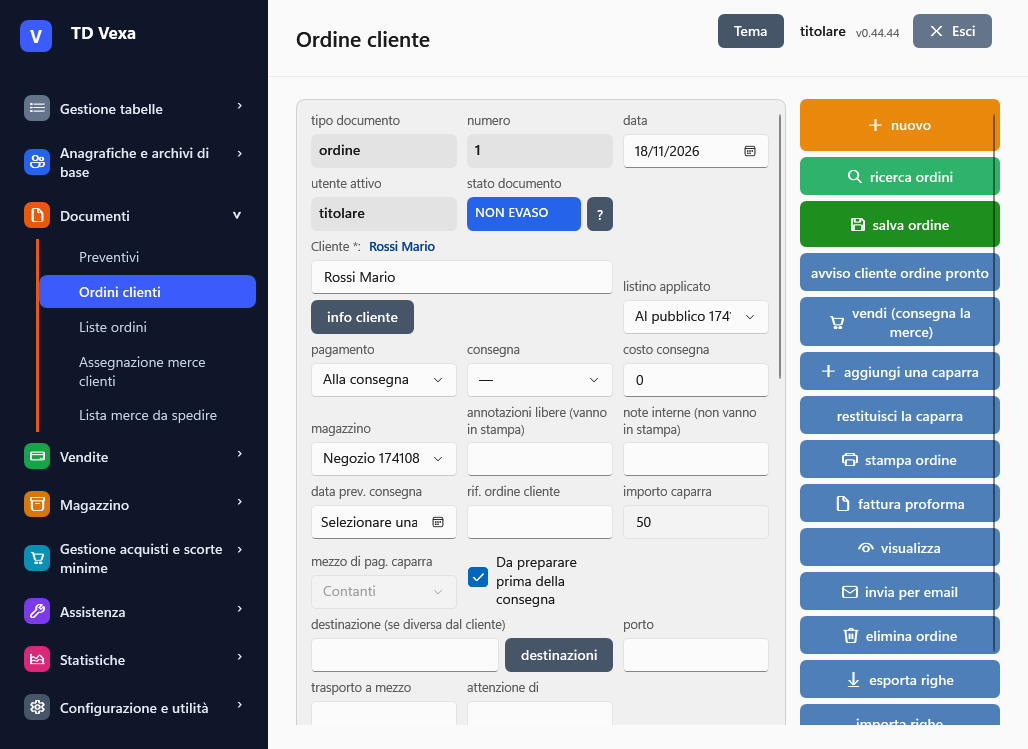 V
TD Vexa
Gestione tabelle
Anagrafiche e archivi di
base
Documenti
Preventivi
Ordini clienti
Liste ordini
Assegnazione merce
clienti
Lista merce da spedire
Vendite
Magazzino
Gestione acquisti e scorte
minime
Assistenza
Statistiche
Configurazione e utilità
Ordine cliente
Tema
titolare v0.44.44
Esci
tipo documento numero data
ordine 1 18/11/2026
utente attivo stato documento
titolare NON EVASO ?
Cliente *: Rossi Mario
Rossi Mario
listino applicato
info cliente
Al pubblico 174
pagamento consegna costo consegna
Alla consegna — 0
magazzino
annotazioni libere (vanno
in stampa)
note interne (non vanno
in stampa)
Negozio 174108
data prev. consegna rif. ordine cliente importo caparra
Selezionare una 50
mezzo di pag. caparra
Contanti
Da preparare
prima della
consegna
destinazione (se diversa dal cliente) porto
destinazioni
trasporto a mezzo attenzione di
nuovo
ricerca ordini
salva ordine
avviso cliente ordine pronto
vendi (consegna la
merce)
aggiungi una caparra
restituisci la caparra
stampa ordine
fattura proforma
visualizza
invia per email
elimina ordine
esporta righe
importa righe